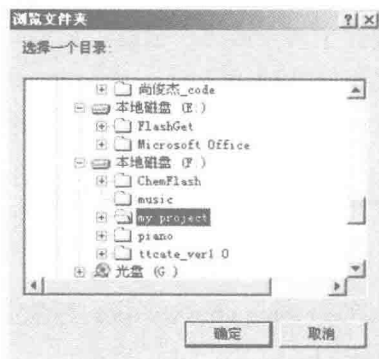 浏览文件夹
选择一个目录:
尚俊杰_code
本地磁盘 (E:)
FlashGet
Microsoft Office
本地磁盘 (F:)
ChemFlash
music
my project
piano
ttcate_ver1 0
光盘 (G:)
确定
取消